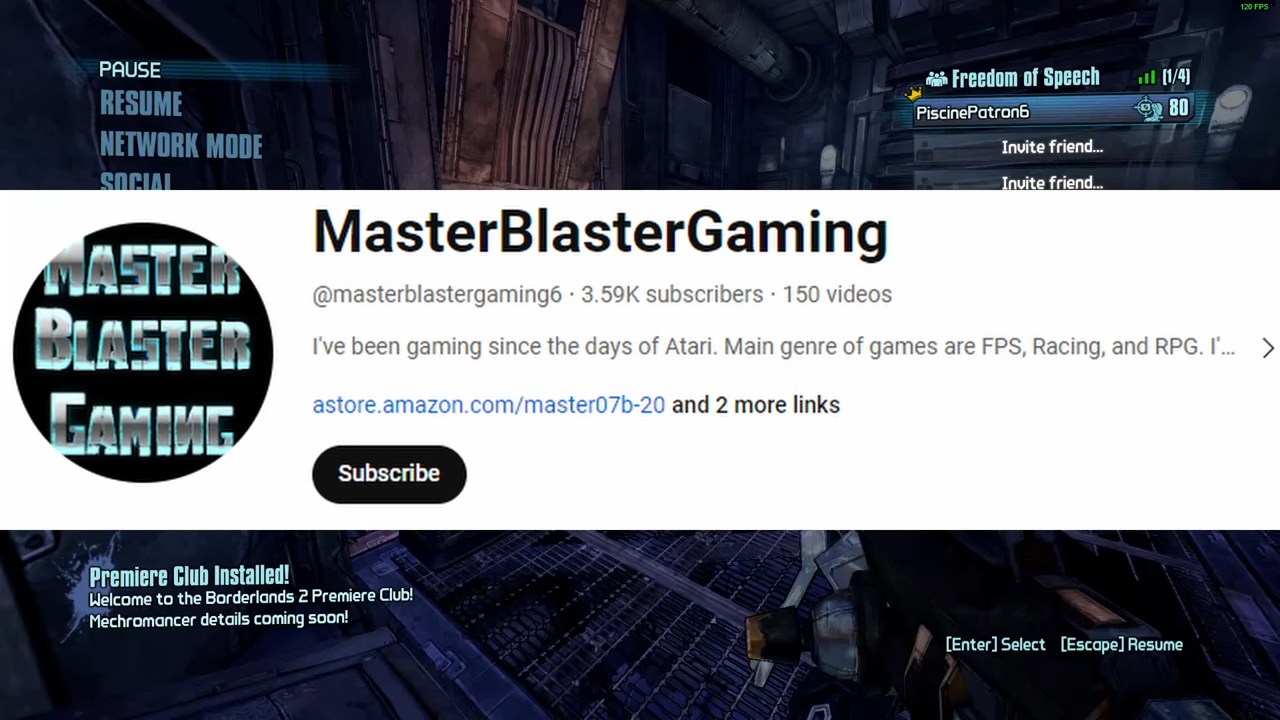 120 FPS
PAUSE
RESUME
NETWORK MODE
SOCIAL
Freedom of Speech (1/4)
PiscinePatron6 80
Invite friend...
Invite friend...
MASTER
BLASTER
GAMING
MasterBlasterGaming
@masterblastergaming6 · 3.59K subscribers · 150 videos
I've been gaming since the days of Atari. Main genre of games are FPS, Racing, and RPG. I'...
astore.amazon.com/master07b-20 and 2 more links
Subscribe
Premiere Club Installed!
Welcome to the Borderlands 2 Premiere Club!
Mechromancer details coming soon!
[Enter] Select [Escape] Resume